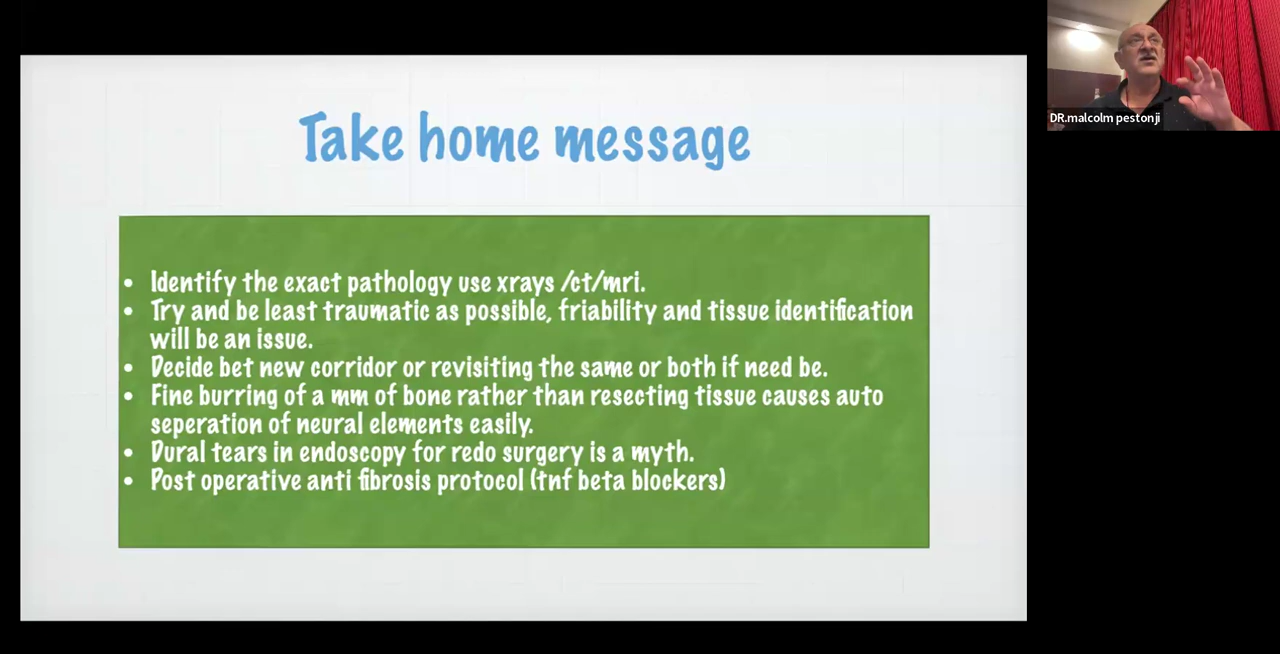 Take home message
• Identify the exact pathology use xrays /ct/mri.
• Try and be least traumatic as possible, friability and tissue identification
will be an issue.
• Decide bet new corridor or revisiting the same or both if need be.
• Fine burring of a mm of bone rather than resecting tissue causes auto
seperation of neural elements easily.
• Dural tears in endoscopy for redo surgery is a myth.
• Post operative anti fibrosis protocol (tnf beta blockers)
DR.malcolm pestonji